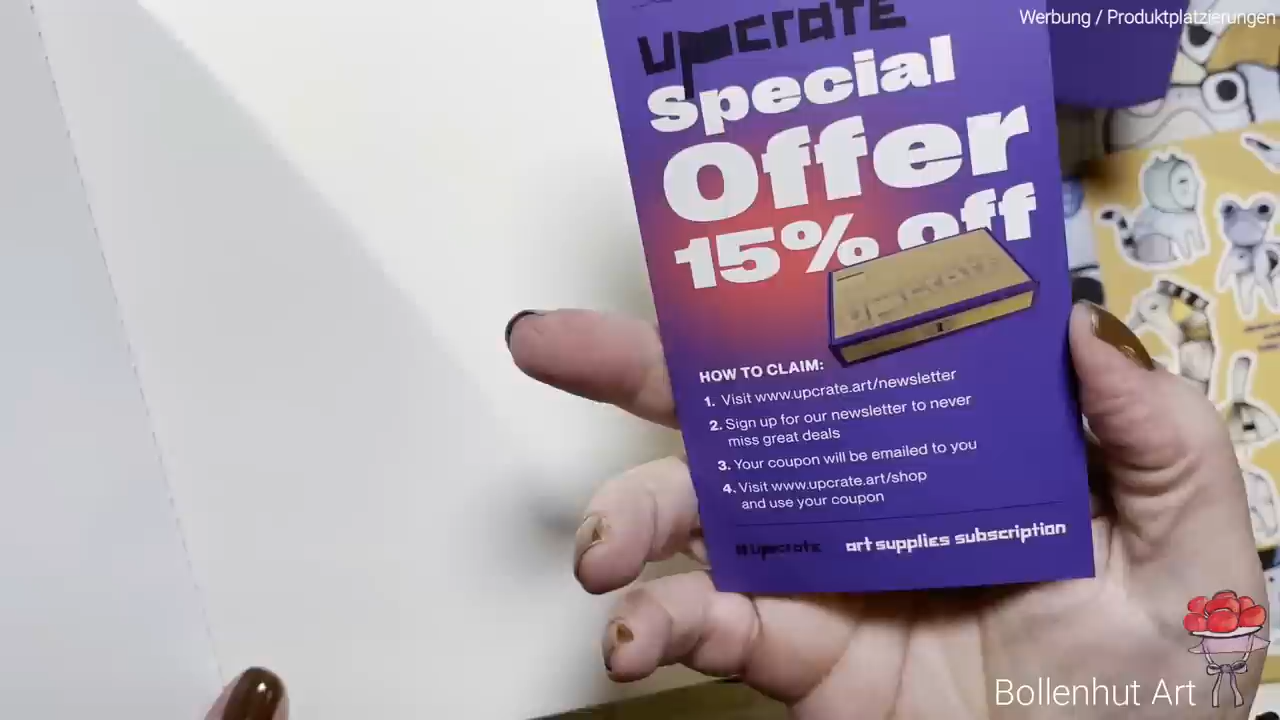 Werbung / Produktplatzierungen
upcrate
Special
Offer
15% off
upcrate
HOW TO CLAIM:
1. Visit www.upcrate.art/newsletter
2. Sign up for our newsletter to never
miss great deals
3. Your coupon will be emailed to you
4. Visit www.upcrate.art/shop
and use your coupon
#upcrate art supplies subscription
Bollenhut Art